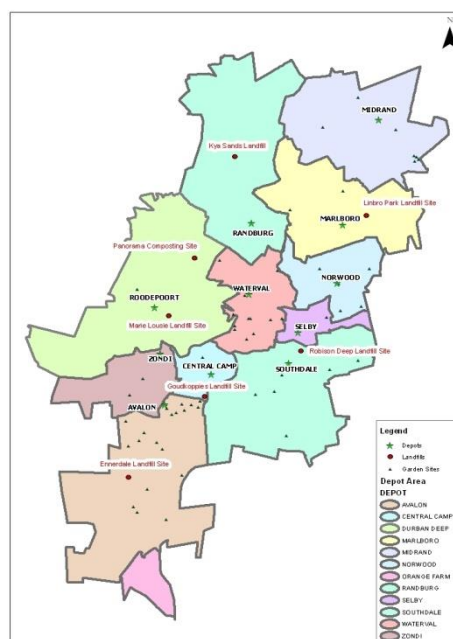 N
MIDRAND
Kya Sands Landfill
Linbro Park Landfill Site
MARLBORO
RANDBURG
Panorama Composting Site
NORWOOD
WATERVAL
ROODEPOORT
Marie Lousie Landfill Site
SELBY
Robison Deep Landfill Site
ZONDI
CENTRAL CAMP
SOUTHDALE
Goudkoppies Landfill Site
AVALON
Ennerdale Landfill Site
Legend
Depots
Landfills
Garden Sites
Depot Area
DEPOT
AVALON
CENTRAL CAMP
DURBAN DEEP
MARLBORO
MIDRAND
NORWOOD
ORANGE FARM
RANDBURG
SELBY
SOUTHDALE
WATERVAL
ZONDI